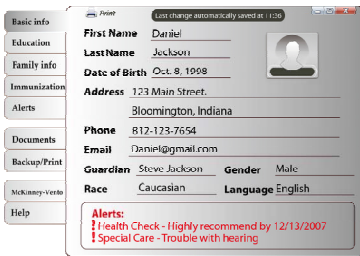 Print
Last change automatically saved at 11:36
Basic info
Education
Family info
Immunization
Alerts
Documents
Backup/Print
McKinney-Vento
Help
First Name Daniel
Last Name Jackson
Date of Birth Oct. 8, 1998
Address 123 Main Street.
Bloomington, Indiana
Phone 812-123-7654
Email Daniel@gmail.com
Guardian Steve Jackson Gender Male
Race Caucasian Language English
Alerts:
! Health Check - Highly recommend by 12/13/2007
! Special Care - Trouble with hearing